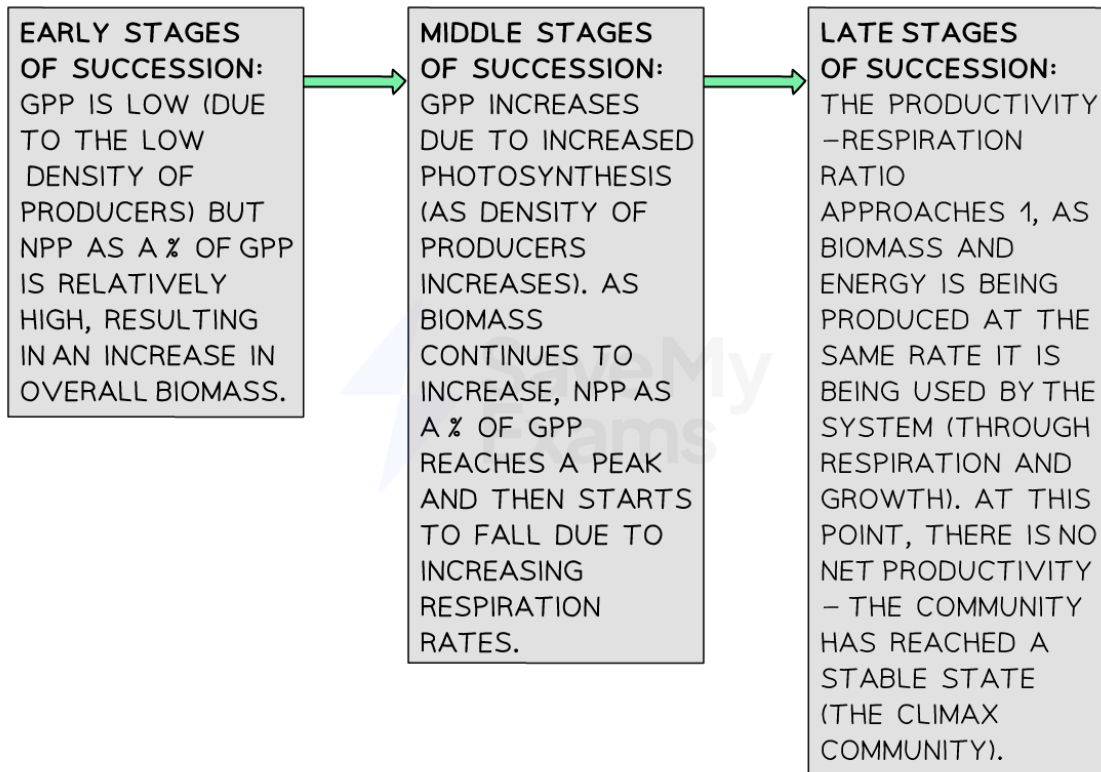 EARLY STAGES
OF SUCCESSION:
GPP IS LOW (DUE
TO THE LOW
DENSITY OF
PRODUCERS) BUT
NPP AS A % OF GPP
IS RELATIVELY
HIGH, RESULTING
IN AN INCREASE IN
OVERALL BIOMASS.
MIDDLE STAGES
OF SUCCESSION:
GPP INCREASES
DUE TO INCREASED
PHOTOSYNTHESIS
(AS DENSITY OF
PRODUCERS
INCREASES). AS
BIOMASS
CONTINUES TO
INCREASE, NPP AS
A % OF GPP
REACHES A PEAK
AND THEN STARTS
TO FALL DUE TO
INCREASING
RESPIRATION
RATES.
LATE STAGES
OF SUCCESSION:
THE PRODUCTIVITY
–RESPIRATION
RATIO
APPROACHES 1, AS
BIOMASS AND
ENERGY IS BEING
PRODUCED AT THE
SAME RATE IT IS
BEING USED BY THE
SYSTEM (THROUGH
RESPIRATION AND
GROWTH). AT THIS
POINT, THERE IS NO
NET PRODUCTIVITY
– THE COMMUNITY
HAS REACHED A
STABLE STATE
(THE CLIMAX
COMMUNITY).
SaveMy
Exams